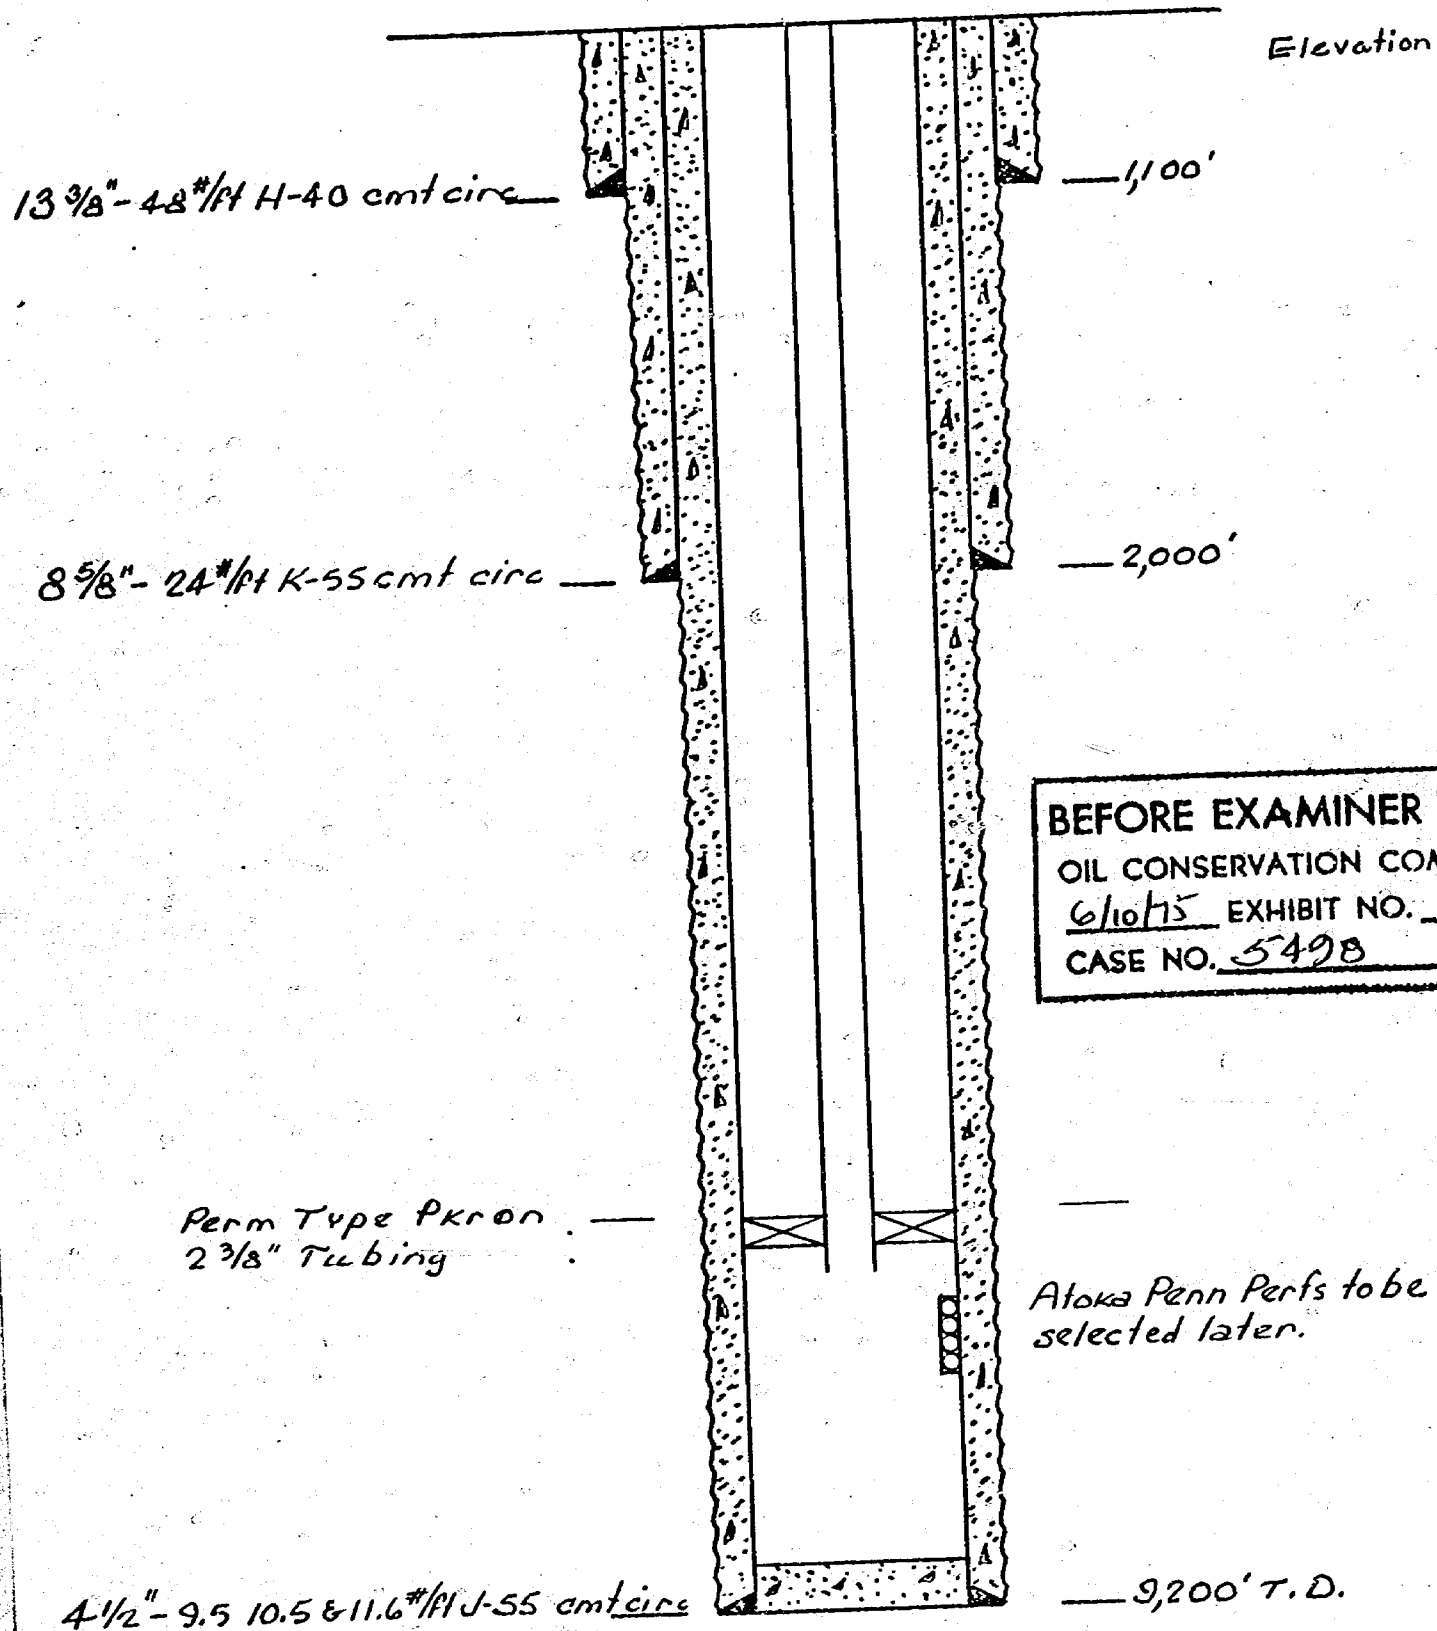 Elevation
13 3/8" - 48 #/ft H-40 cmt circ
1,100'
8 5/8" - 24 #/ft K-55 cmt circ
2,000'
BEFORE EXAMINER
OIL CONSERVATION COM
6/10/75 EXHIBIT NO.
CASE NO. 5498
Perm Type Pkr on
2 3/8" Tubing
Atoka Penn Perfs to be
selected later.
4 1/2" - 9.5 10.5 & 11.6 #/ft J-55 cmt circ
9,200' T.D.